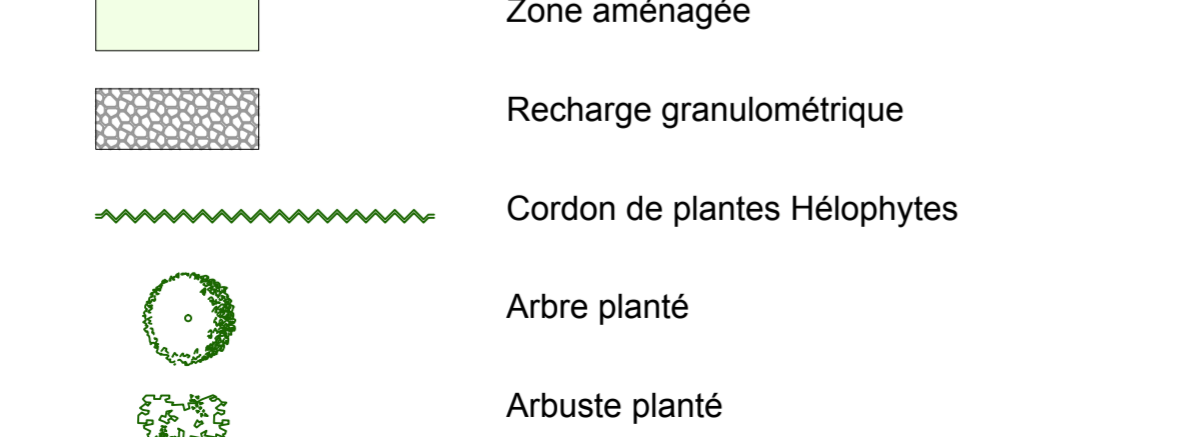 Zone aménagée
Recharge granulométrique
Cordon de plantes Hélophytes
Arbre planté
Arbuste planté